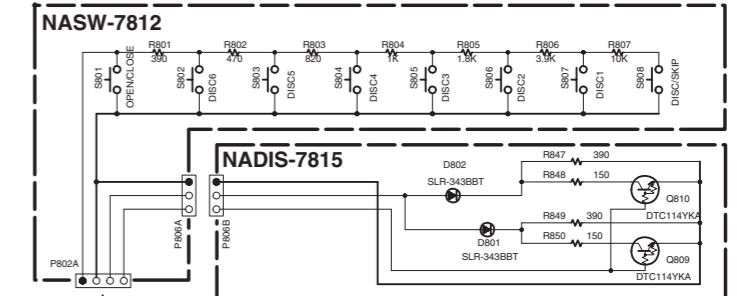 NASW-7812
R801 R802 R803 R804 R805 R806 R807
390 470 820 1K 1.8K 3.9K 10K
S801 OPEN/CLOSE
S802 DISC6
S803 DISC5
S804 DISC4
S805 DISC3
S806 DISC2
S807 DISC1
S808 DISC/SKIP
NADIS-7815
D802
SLR-343BBT
R847 390
R848 150
Q810
DTC114YKA
R849 390
R850 150
D801
SLR-343BBT
Q809
DTC114YKA
P806A
P806B
P802A